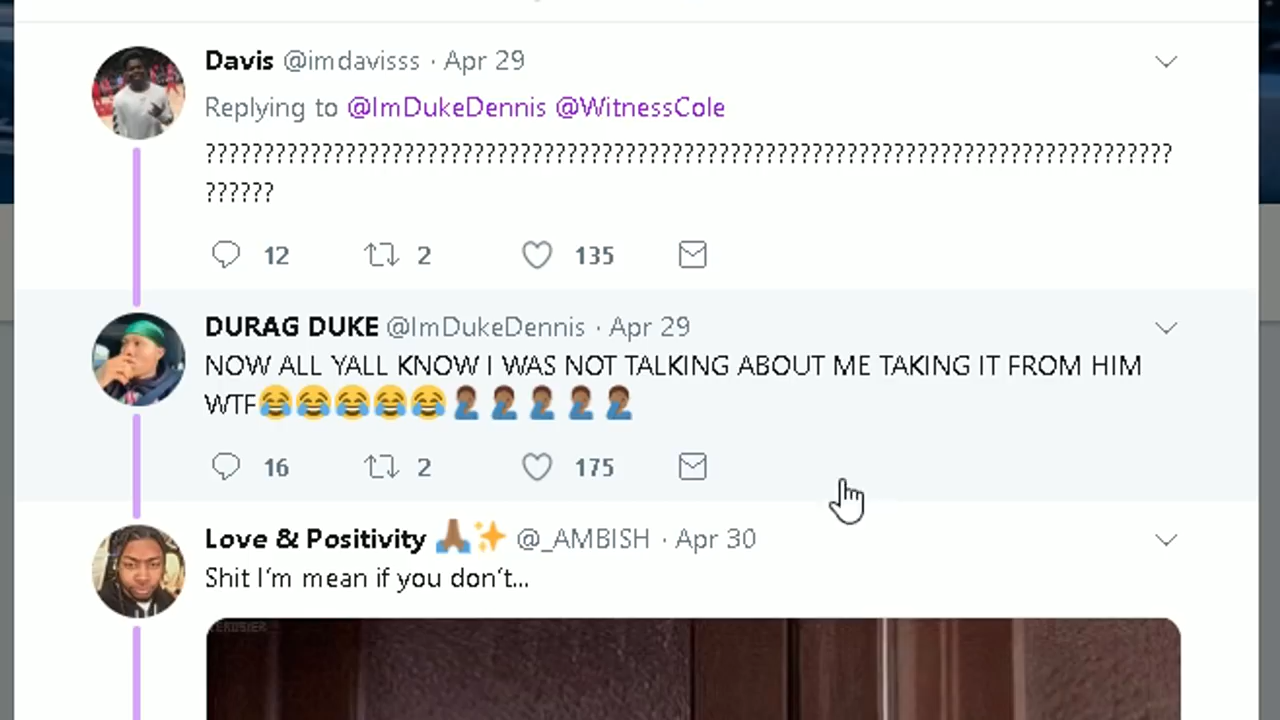 Davis @imdavisss · Apr 29
Replying to @ImDukeDennis @WitnessCole
???????????????????????????????????????????????????????????????????????????????????
??????
12 2 135
DURAG DUKE @ImDukeDennis · Apr 29
NOW ALL YALL KNOW I WAS NOT TALKING ABOUT ME TAKING IT FROM HIM
WTF😂😂😂😂😂🤦🏾‍♂️🤦🏾‍♂️🤦🏾‍♂️🤦🏾‍♂️🤦🏾‍♂️
16 2 175
Love & Positivity 🙏🏾✨ @_AMBISH · Apr 30
Shit I’m mean if you don’t...